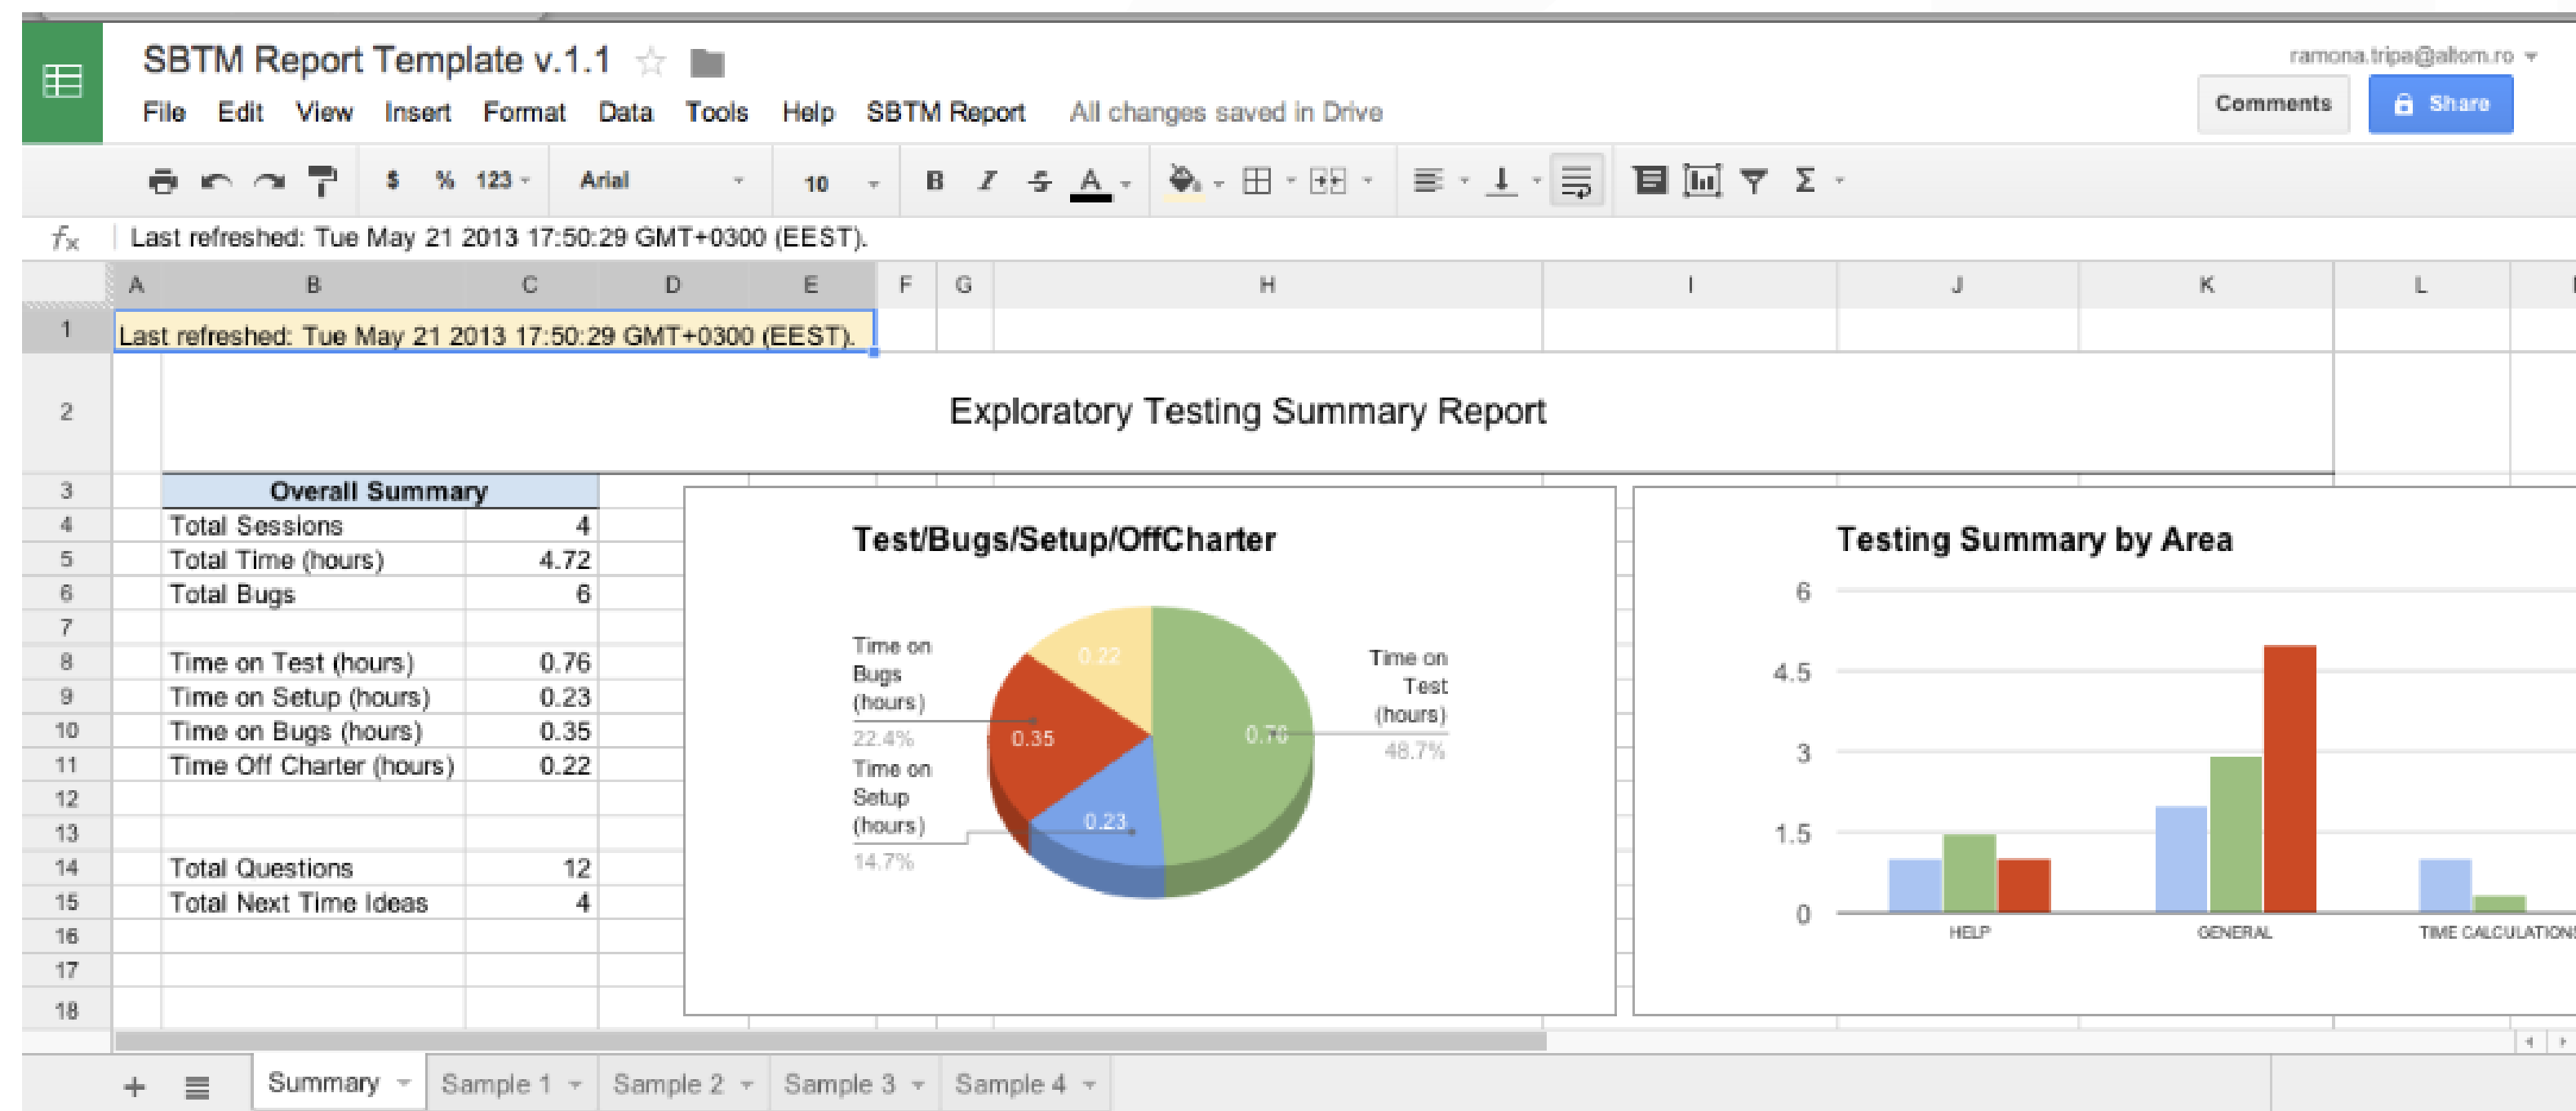 SBTM Report Template v.1.1
ramona.tripa@altom.ro
File Edit View Insert Format Data Tools Help SBTM Report All changes saved in Drive
Comments Share
$ % 123 Arial 10 B I S A Σ
fx Last refreshed: Tue May 21 2013 17:50:29 GMT+0300 (EEST).
A B C D E F G H I J K L
1 Last refreshed: Tue May 21 2013 17:50:29 GMT+0300 (EEST).
2 Exploratory Testing Summary Report
3 Overall Summary
4 Total Sessions 4
5 Total Time (hours) 4.72
6 Total Bugs 6
7
8 Time on Test (hours) 0.76
9 Time on Setup (hours) 0.23
10 Time on Bugs (hours) 0.35
11 Time Off Charter (hours) 0.22
12
13
14 Total Questions 12
15 Total Next Time Ideas 4
16
17
18
Test/Bugs/Setup/OffCharter
Time on
Bugs
(hours)
22.4%
Time on
Setup
(hours)
14.7%
0.22
0.35
0.23
0.76
Time on
Test
(hours)
48.7%
Testing Summary by Area
6
4.5
3
1.5
0
HELP GENERAL TIME CALCULATIONS
Summary Sample 1 Sample 2 Sample 3 Sample 4